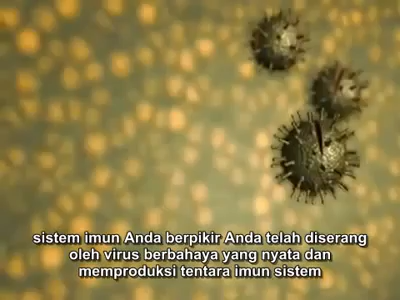 sistem imun Anda berpikir Anda telah diserang
oleh virus berbahaya yang nyata dan
memproduksi tentara imun sistem